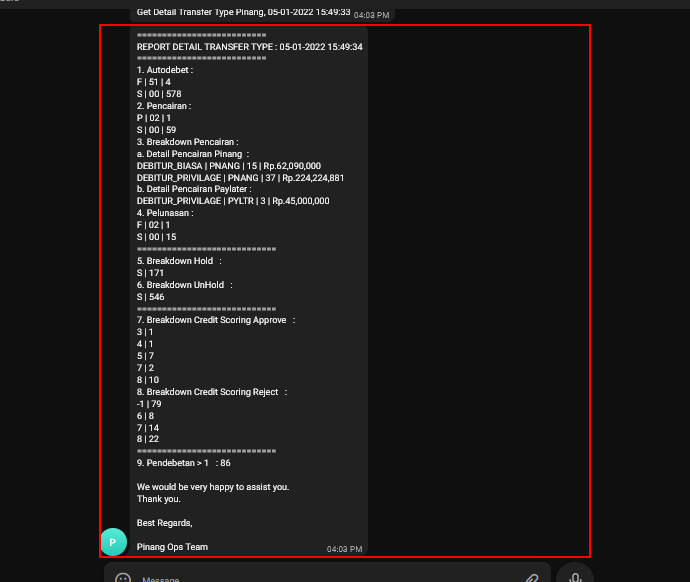 Get Detail Transfer Type Pinang, 05-01-2022 15:49:33 04:03 PM
==========================
REPORT DETAIL TRANSFER TYPE : 05-01-2022 15:49:34
==========================
1. Autodebet :
F | 51 | 4
S | 00 | 578
2. Pencairan :
P | 02 | 1
S | 00 | 59
3. Breakdown Pencairan :
a. Detail Pencairan Pinang :
DEBITUR_BIASA | PNANG | 15 | Rp.62,090,000
DEBITUR_PRIVILAGE | PNANG | 37 | Rp.224,224,881
b. Detail Pencairan Paylater :
DEBITUR_PRIVILAGE | PYLTR | 3 | Rp.45,000,000
4. Pelunasan :
F | 02 | 1
S | 00 | 15
============================
5. Breakdown Hold :
S | 171
6. Breakdown UnHold :
S | 546
============================
7. Breakdown Credit Scoring Approve :
3 | 1
4 | 1
5 | 7
7 | 2
8 | 10
8. Breakdown Credit Scoring Reject :
-1 | 79
6 | 8
7 | 14
8 | 22
============================
9. Pendebetan > 1 : 86
We would be very happy to assist you.
Thank you.
Best Regards,
P
Pinang Ops Team 04:03 PM
Message